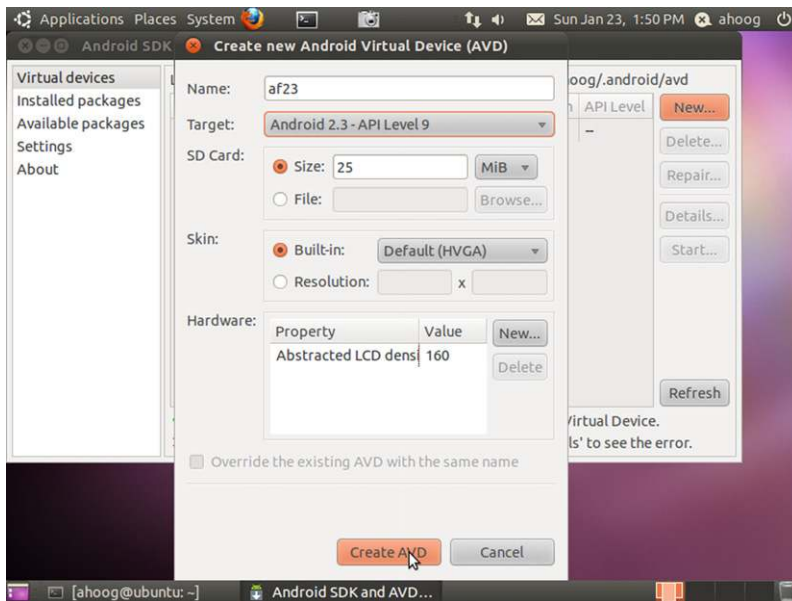 Applications Places System Sun Jan 23, 1:50 PM ahoog
Android SDK
Create new Android Virtual Device (AVD)
Virtual devices
Installed packages
Available packages
Settings
About
oog/.android/avd
API Level
--
New...
Delete...
Repair...
Details...
Start...
Refresh
Virtual Device.
ls' to see the error.
Name: af23
Target: Android 2.3 - API Level 9
SD Card:
Size: 25 MiB
File: Browse...
Skin:
Built-in: Default (HVGA)
Resolution: x
Hardware:
Property Value New...
Abstracted LCD densi 160 Delete
Override the existing AVD with the same name
Create AVD Cancel
[ahoog@ubuntu: ~] Android SDK and AVD...